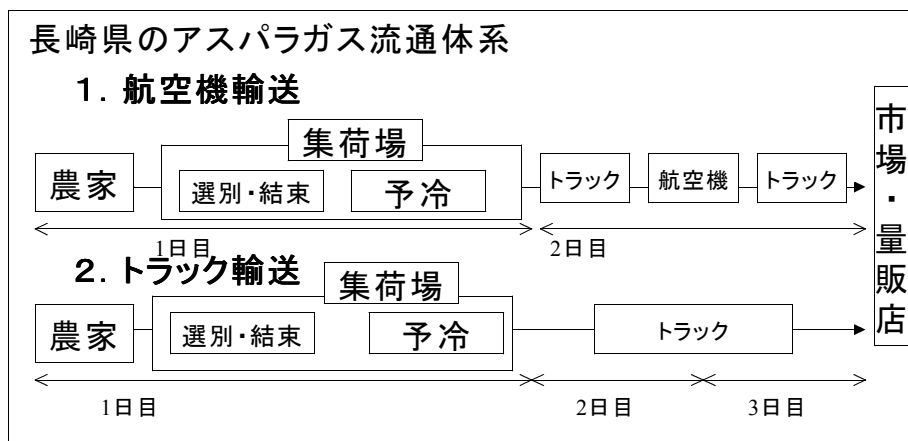 長崎県のアスパラガス流通体系
１．航空機輸送
集荷場
農家
選別・結束
予冷
トラック
航空機
トラック
市場・量販店
1日目
2日目
２．トラック輸送
集荷場
農家
選別・結束
予冷
トラック
1日目
2日目
3日目